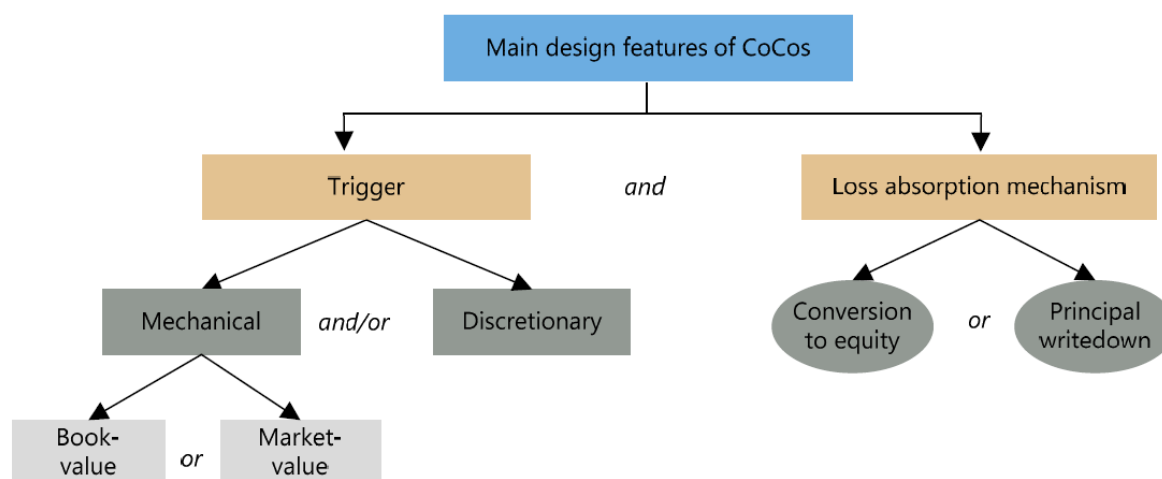 Main design features of CoCos
Trigger
and
Loss absorption mechanism
Mechanical
and/or
Discretionary
Conversion
to equity
or
Principal
writedown
Book-
value
or
Market-
value